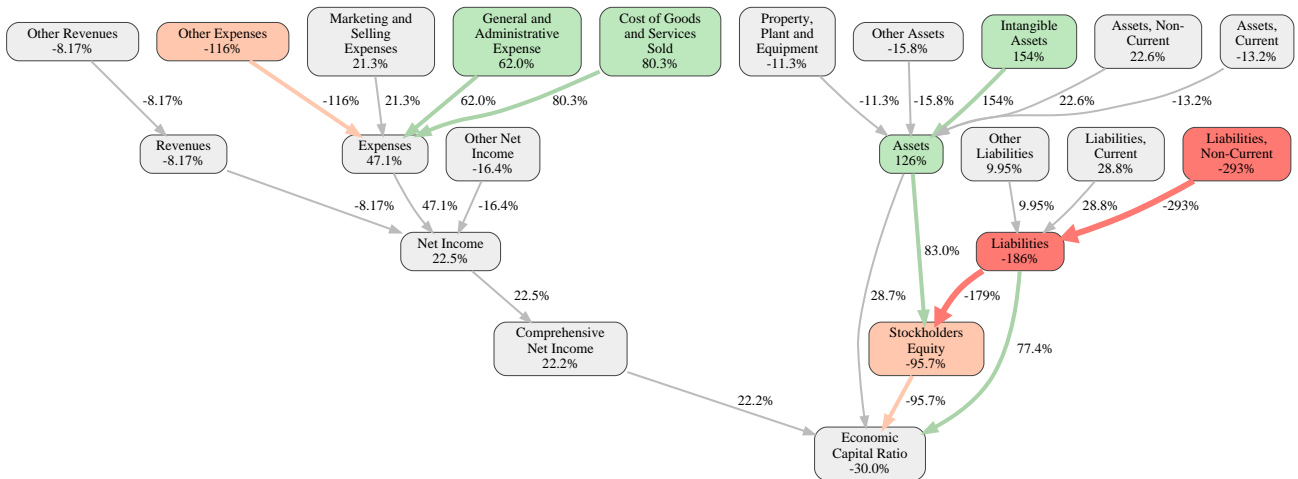 Other Revenues
-8.17%
Other Expenses
-116%
Marketing and
Selling
Expenses
21.3%
General and
Administrative
Expense
62.0%
Cost of Goods
and Services
Sold
80.3%
Property,
Plant and
Equipment
-11.3%
Other Assets
-15.8%
Intangible
Assets
154%
Assets, Non-
Current
22.6%
Assets,
Current
-13.2%
-8.17%
-116%
21.3%
62.0%
80.3%
-11.3%
-15.8%
154%
22.6%
-13.2%
Revenues
-8.17%
Expenses
47.1%
Other Net
Income
-16.4%
Assets
126%
Other
Liabilities
9.95%
Liabilities,
Current
28.8%
Liabilities,
Non-Current
-293%
-8.17%
47.1%
-16.4%
9.95%
28.8%
-293%
Net Income
22.5%
Liabilities
-186%
83.0%
22.5%
28.7%
-179%
Comprehensive
Net Income
22.2%
Stockholders
Equity
-95.7%
77.4%
22.2%
-95.7%
Economic
Capital Ratio
-30.0%